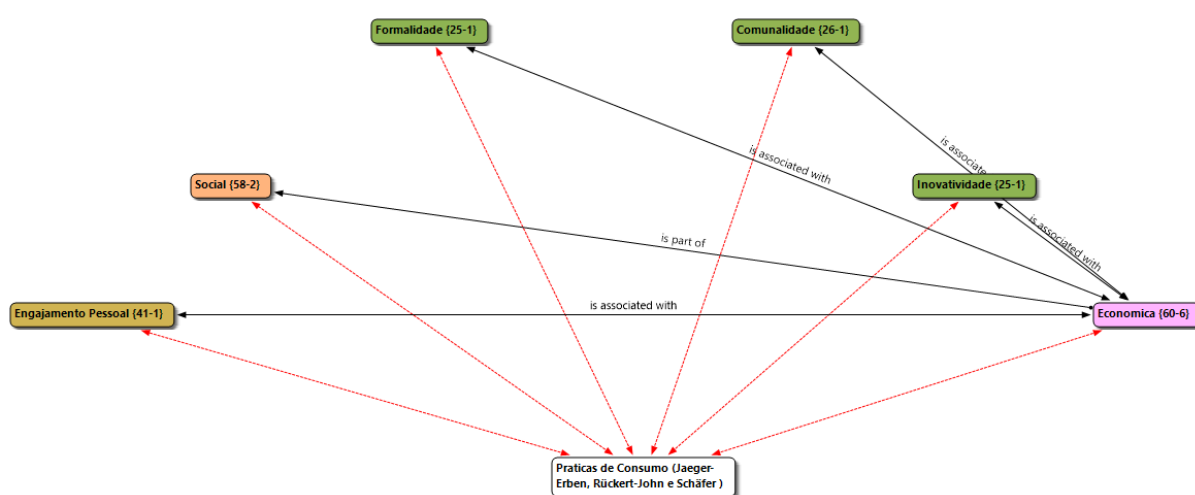 Formalidade {25-1}
Comunalidade {26-1}
is associated with
is associate
Social {58-2}
Inovatividade {25-1}
is part of
is associated with
Engajamento Pessoal {41-1}
is associated with
Economica {60-6}
Praticas de Consumo (Jaeger-
Erben, Rückert-John e Schäfer )